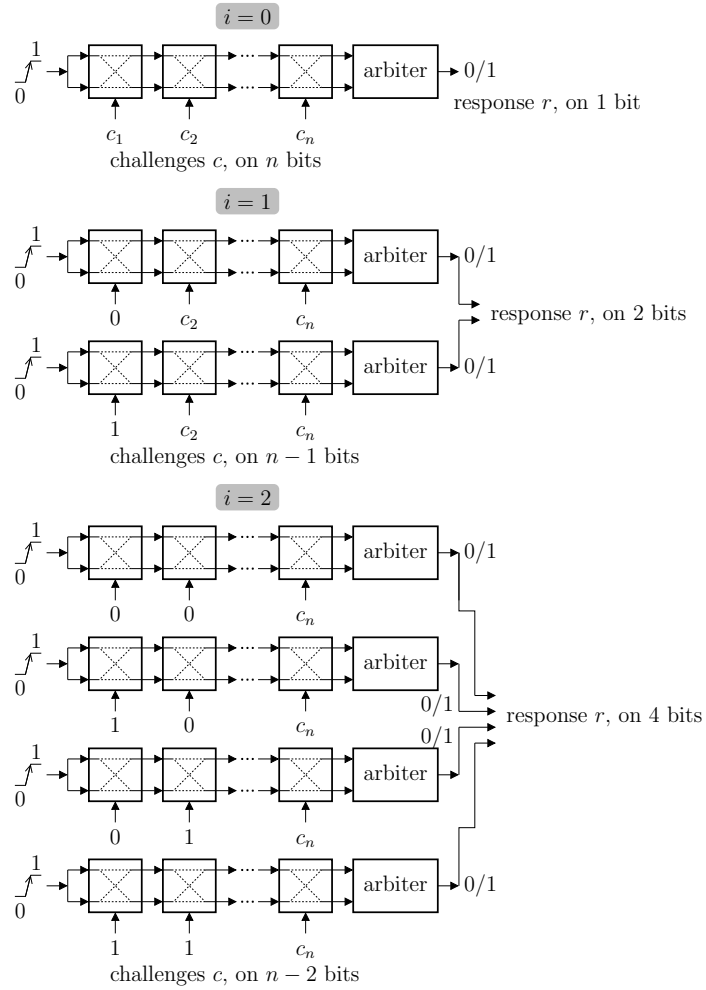 i = 0
1
0
arbiter
0/1
response r, on 1 bit
c₁ c₂ ··· cₙ
challenges c, on n bits
i = 1
1
0
··· arbiter 0/1
0 c₂ cₙ
response r, on 2 bits
1
0
··· arbiter 0/1
1 c₂ cₙ
challenges c, on n − 1 bits
i = 2
1
0
··· arbiter 0/1
0 0 cₙ
1
0
··· arbiter
0/1
1 0 cₙ
response r, on 4 bits
0/1
1
0
··· arbiter
0 1 cₙ
1
0
··· arbiter 0/1
1 1 cₙ
challenges c, on n − 2 bits